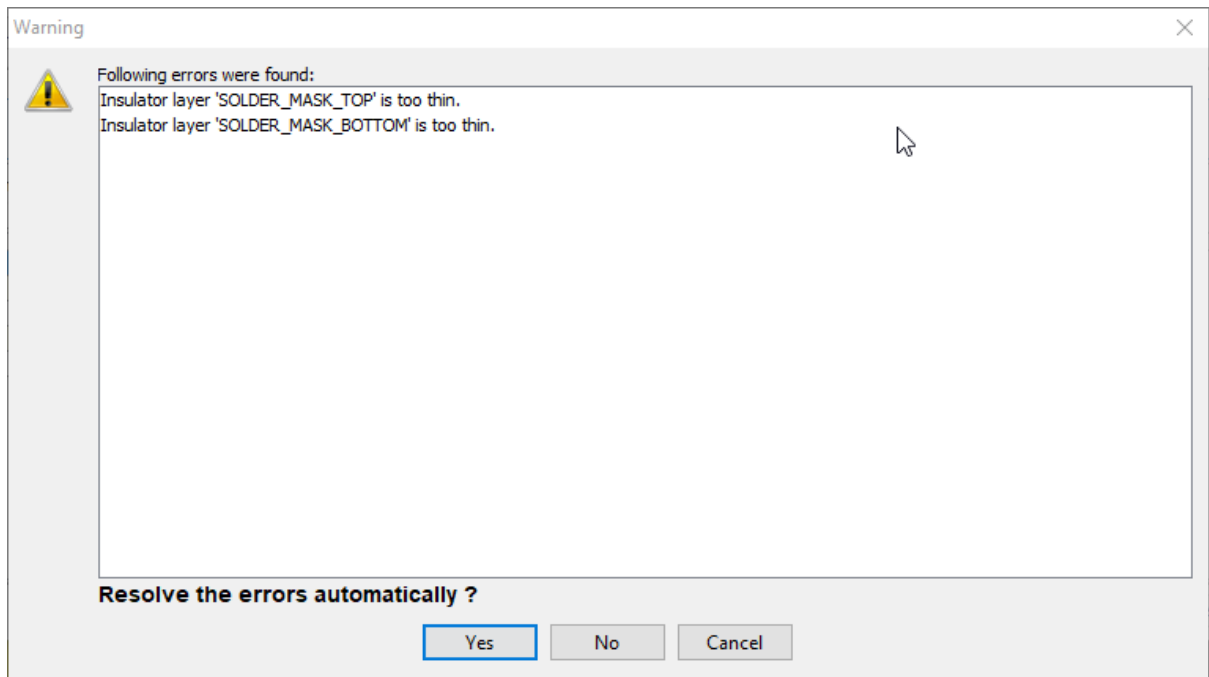 Warning
Following errors were found:
Insulator layer 'SOLDER_MASK_TOP' is too thin.
Insulator layer 'SOLDER_MASK_BOTTOM' is too thin.
Resolve the errors automatically ?
Yes No Cancel